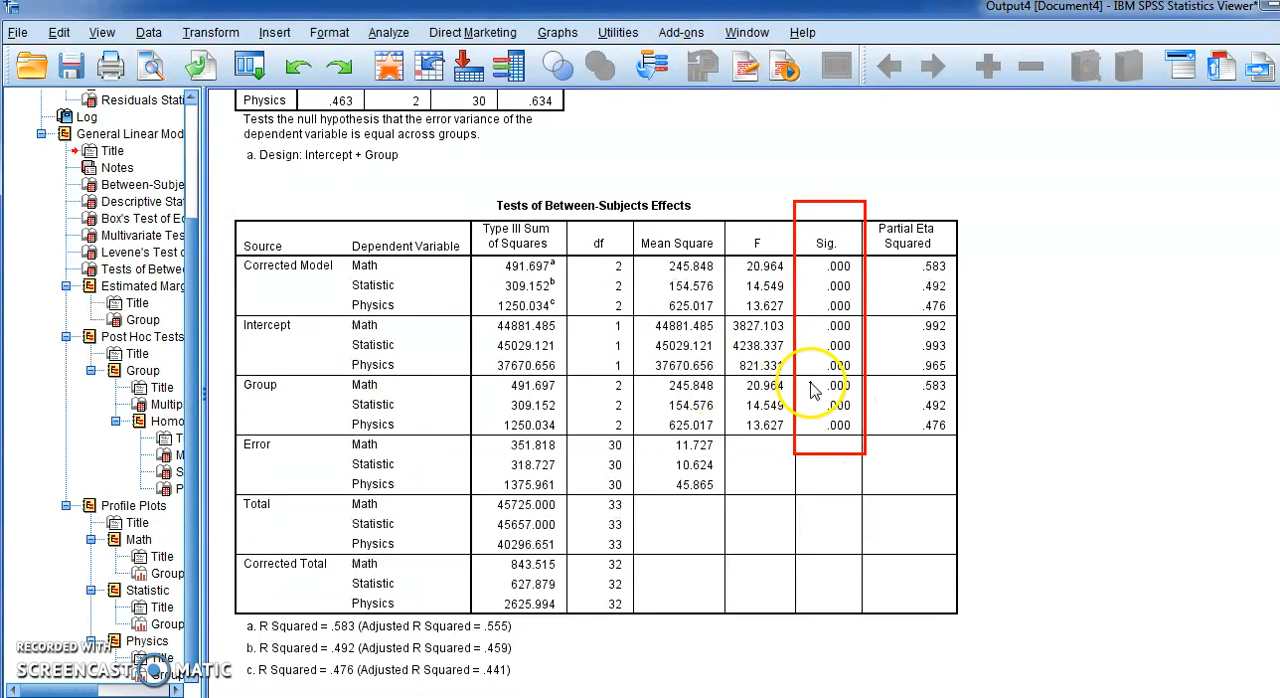 Output4 [Document4] - IBM SPSS Statistics Viewer*
File Edit View Data Transform Insert Format Analyze Direct Marketing Graphs Utilities Add-ons Window Help
Residuals Stati
Log
General Linear Mod
Title
Notes
Between-Subje
Descriptive Stat
Box's Test of Eq
Multivariate Tes
Levene's Test o
Tests of Betwe
Estimated Marg
Title
Group
Post Hoc Tests
Title
Group
Title
Multip
Homo
T
M
S
P
Profile Plots
Title
Math
Title
Group
Statistic
Title
Group
Physics
Title
Group
RECORDED WITH
SCREENCAST MATIC
Physics .463 2 30 .634
Tests the null hypothesis that the error variance of the
dependent variable is equal across groups.
a. Design: Intercept + Group
Tests of Between-Subjects Effects
Source Dependent Variable Type III Sum of Squares df Mean Square F Sig. Partial Eta Squared
Corrected Model Math 491.697a 2 245.848 20.964 .000 .583
Statistic 309.152b 2 154.576 14.549 .000 .492
Physics 1250.034c 2 625.017 13.627 .000 .476
Intercept Math 44881.485 1 44881.485 3827.103 .000 .992
Statistic 45029.121 1 45029.121 4238.337 .000 .993
Physics 37670.656 1 37670.656 821.331 .000 .965
Group Math 491.697 2 245.848 20.964 .000 .583
Statistic 309.152 2 154.576 14.549 .000 .492
Physics 1250.034 2 625.017 13.627 .000 .476
Error Math 351.818 30 11.727
Statistic 318.727 30 10.624
Physics 1375.961 30 45.865
Total Math 45725.000 33
Statistic 45657.000 33
Physics 40296.651 33
Corrected Total Math 843.515 32
Statistic 627.879 32
Physics 2625.994 32
a. R Squared = .583 (Adjusted R Squared = .555)
b. R Squared = .492 (Adjusted R Squared = .459)
c. R Squared = .476 (Adjusted R Squared = .441)